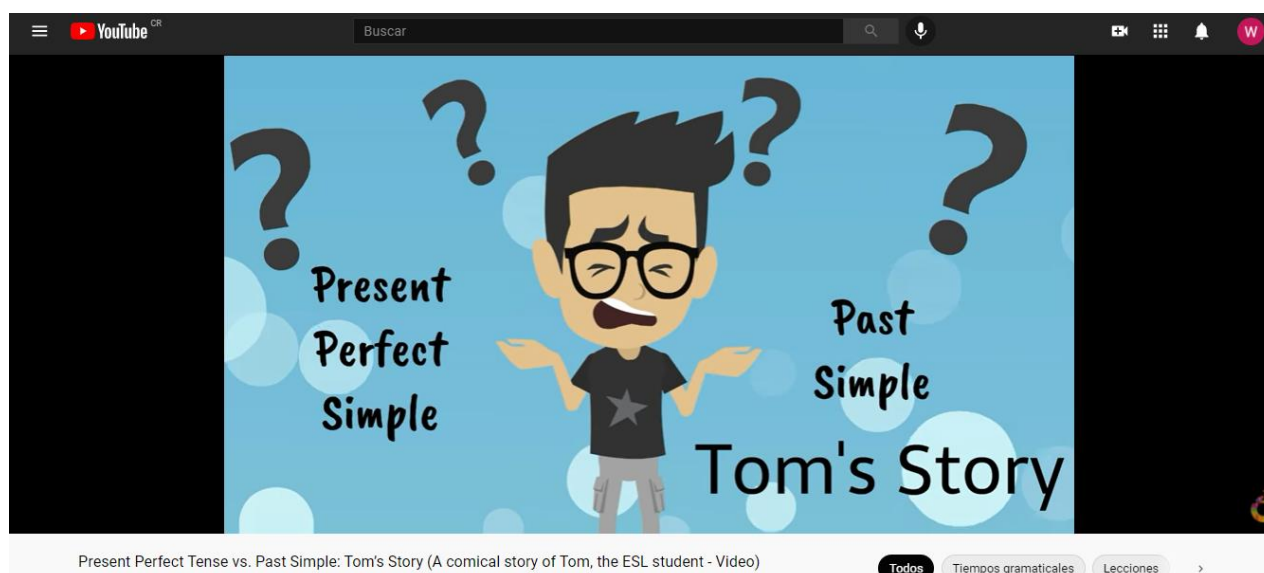 YouTube CR
Buscar
W
?
?
?
?
Present
Perfect
Simple
Past
Simple
Tom's Story
Present Perfect Tense vs. Past Simple: Tom's Story (A comical story of Tom, the ESL student - Video)
Todos
Tiempos gramaticales
Lecciones